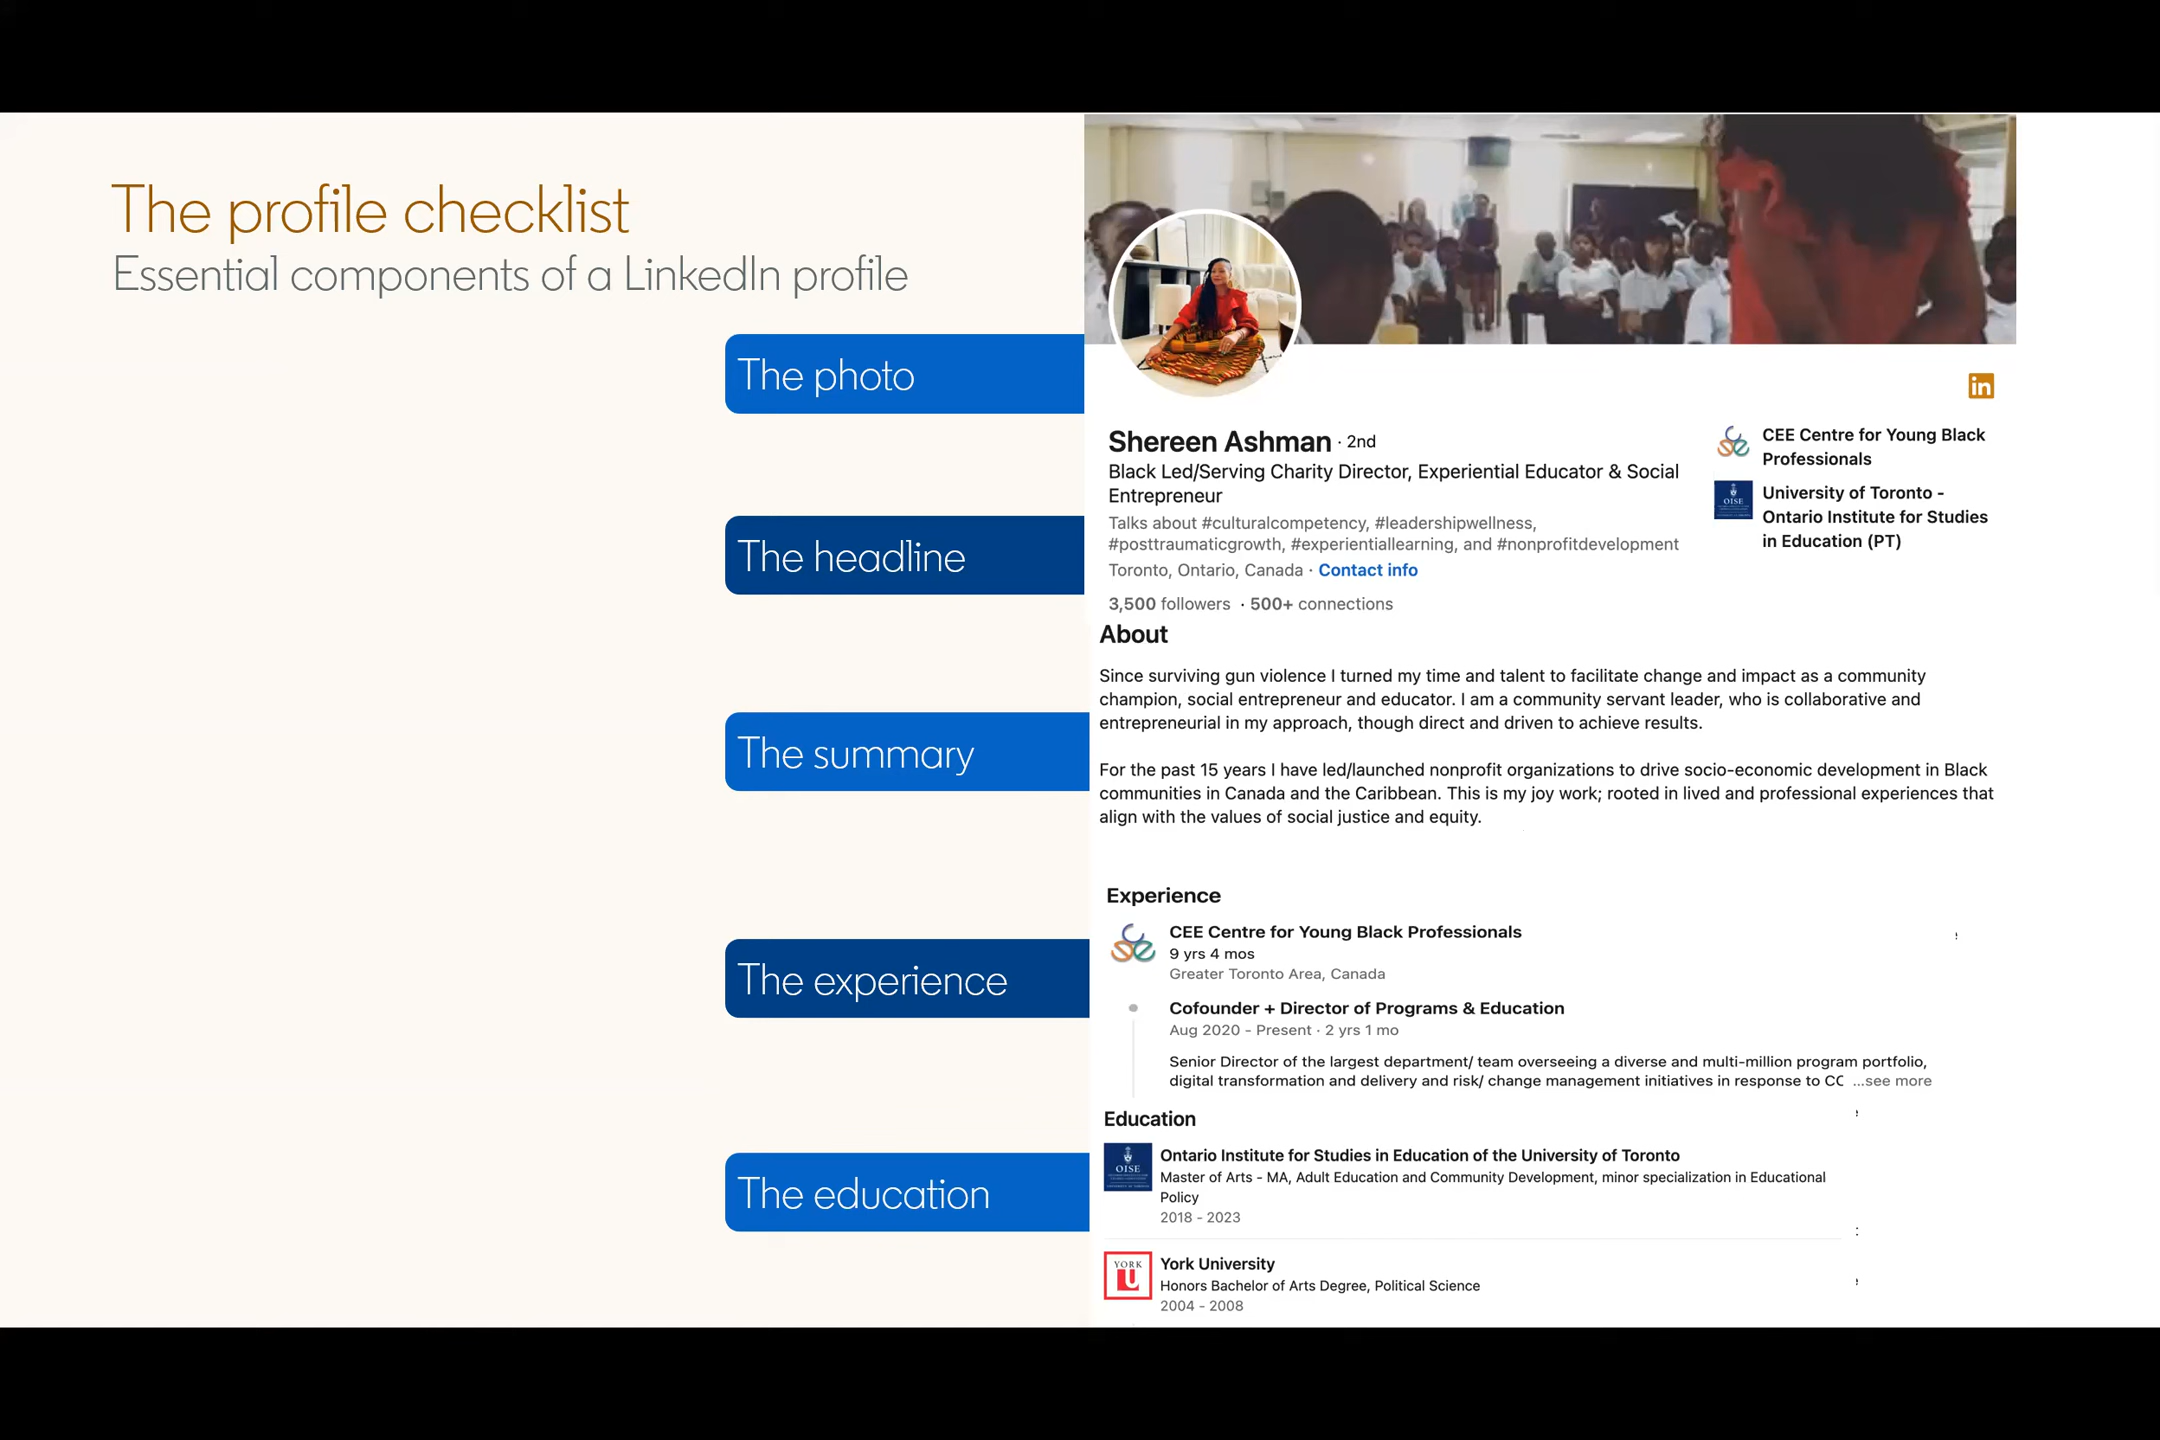 The profile checklist
Essential components of a LinkedIn profile
The photo
The headline
The summary
The experience
The education
in
Shereen Ashman · 2nd
Black Led/Serving Charity Director, Experiential Educator & Social
Entrepreneur
Talks about #culturalcompetency, #leadershipwellness,
#posttraumaticgrowth, #experientiallearning, and #nonprofitdevelopment
Toronto, Ontario, Canada · Contact info
3,500 followers · 500+ connections
CEE Centre for Young Black
Professionals
OISE
University of Toronto -
Ontario Institute for Studies
in Education (PT)
About
Since surviving gun violence I turned my time and talent to facilitate change and impact as a community
champion, social entrepreneur and educator. I am a community servant leader, who is collaborative and
entrepreneurial in my approach, though direct and driven to achieve results.
For the past 15 years I have led/launched nonprofit organizations to drive socio-economic development in Black
communities in Canada and the Caribbean. This is my joy work; rooted in lived and professional experiences that
align with the values of social justice and equity.
Experience
CEE Centre for Young Black Professionals
9 yrs 4 mos
Greater Toronto Area, Canada
Cofounder + Director of Programs & Education
Aug 2020 - Present · 2 yrs 1 mo
Senior Director of the largest department/ team overseeing a diverse and multi-million program portfolio,
digital transformation and delivery and risk/ change management initiatives in response to CC ...see more
Education
OISE
Ontario Institute for Studies in Education of the University of Toronto
Master of Arts - MA, Adult Education and Community Development, minor specialization in Educational
Policy
2018 - 2023
YORK
U
York University
Honors Bachelor of Arts Degree, Political Science
2004 - 2008